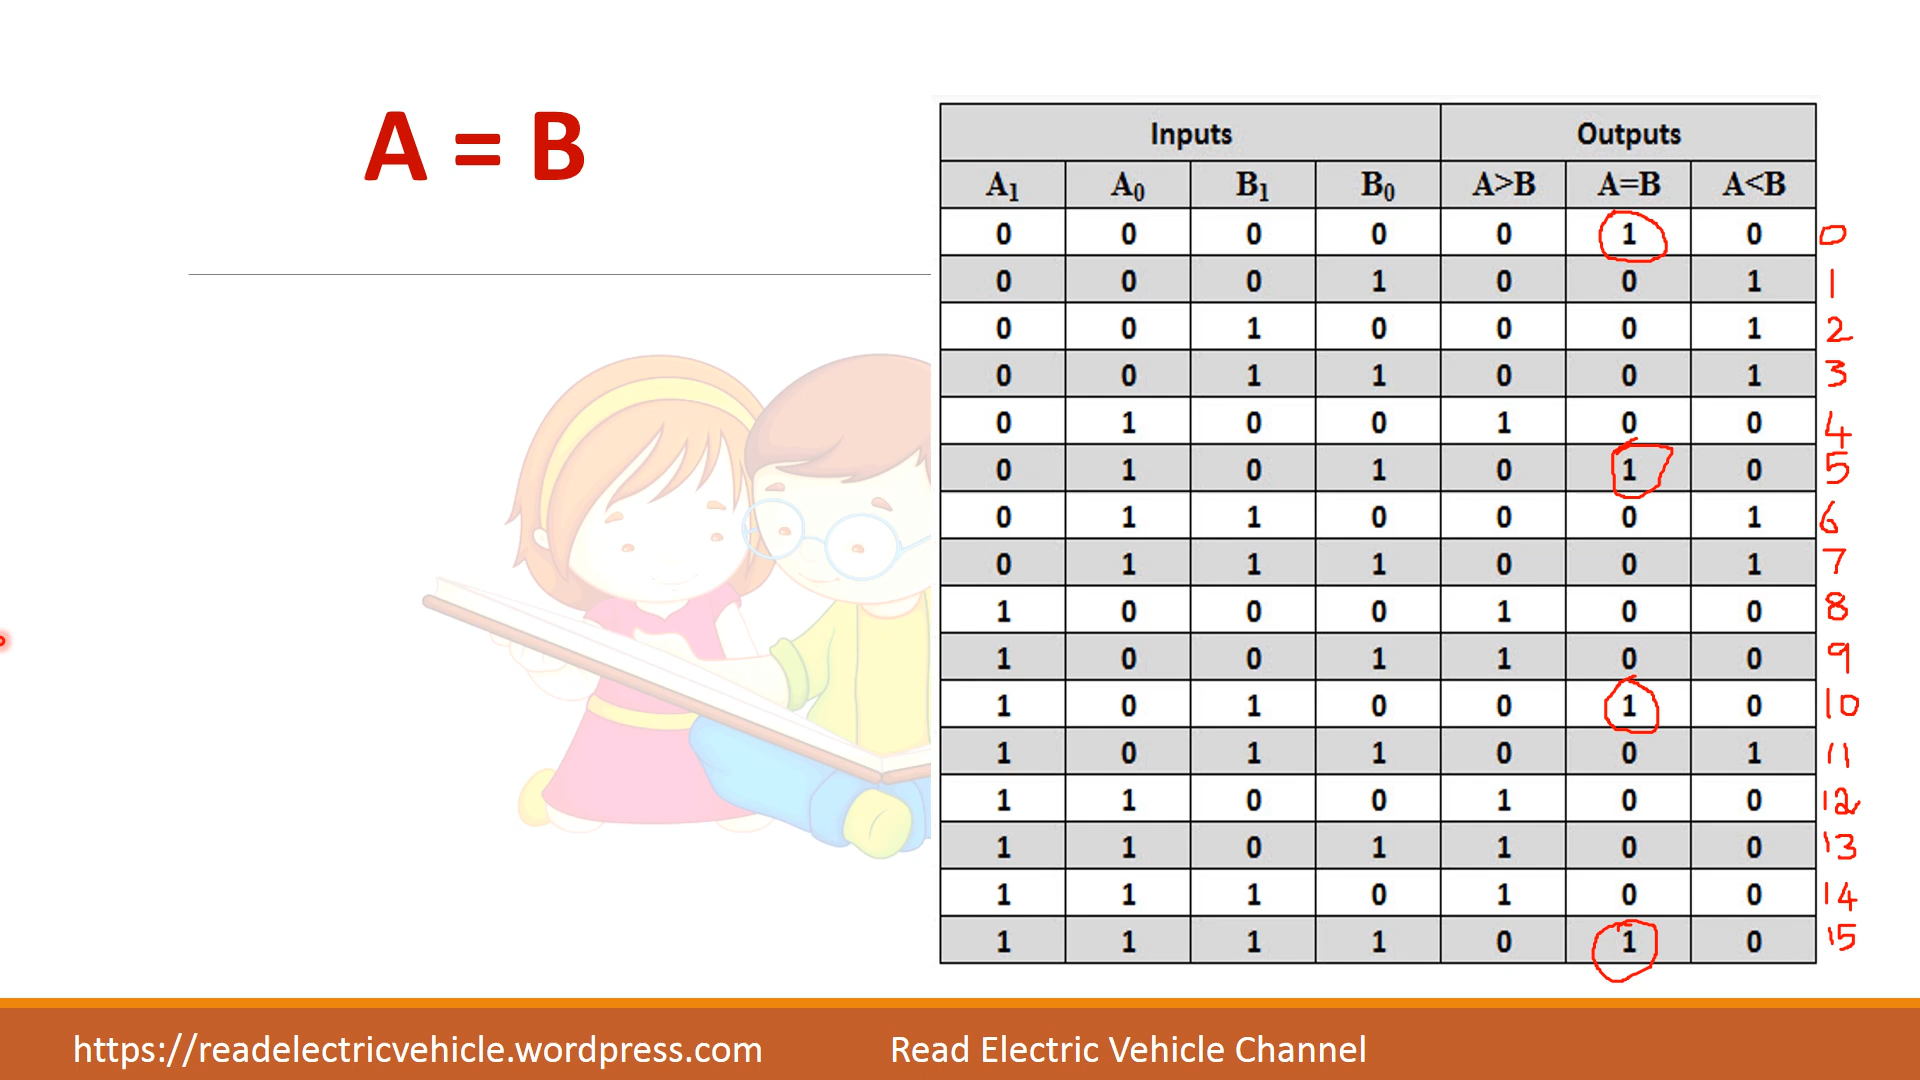 A = B
Inputs Outputs
A₁ A₀ B₁ B₀ A>B A=B A<B
0 0 0 0 0 1 0 0
0 0 0 1 0 0 1 1
0 0 1 0 0 0 1 2
0 0 1 1 0 0 1 3
0 1 0 0 1 0 0 4
0 1 0 1 0 1 0 5
0 1 1 0 0 0 1 6
0 1 1 1 0 0 1 7
1 0 0 0 1 0 0 8
1 0 0 1 1 0 0 9
1 0 1 0 0 1 0 10
1 0 1 1 0 0 1 11
1 1 0 0 1 0 0 12
1 1 0 1 1 0 0 13
1 1 1 0 1 0 0 14
1 1 1 1 0 1 0 15
https://readelectricvehicle.wordpress.com Read Electric Vehicle Channel